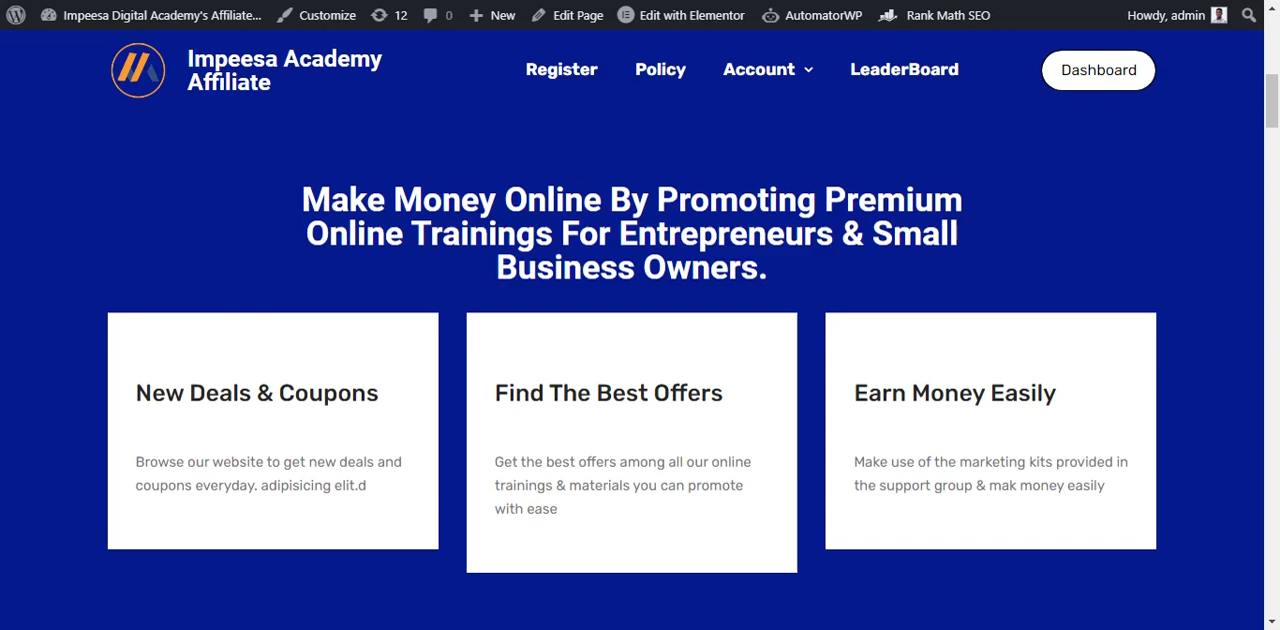 Impeesa Digital Academy's Affiliate... Customize 12 0 New Edit Page Edit with Elementor AutomatorWP Rank Math SEO Howdy, admin
Impeesa Academy
Affiliate
Register Policy Account LeaderBoard Dashboard
Make Money Online By Promoting Premium
Online Trainings For Entrepreneurs & Small
Business Owners.
New Deals & Coupons
Browse our website to get new deals and
coupons everyday. adipisicing elit.d
Find The Best Offers
Get the best offers among all our online
trainings & materials you can promote
with ease
Earn Money Easily
Make use of the marketing kits provided in
the support group & mak money easily